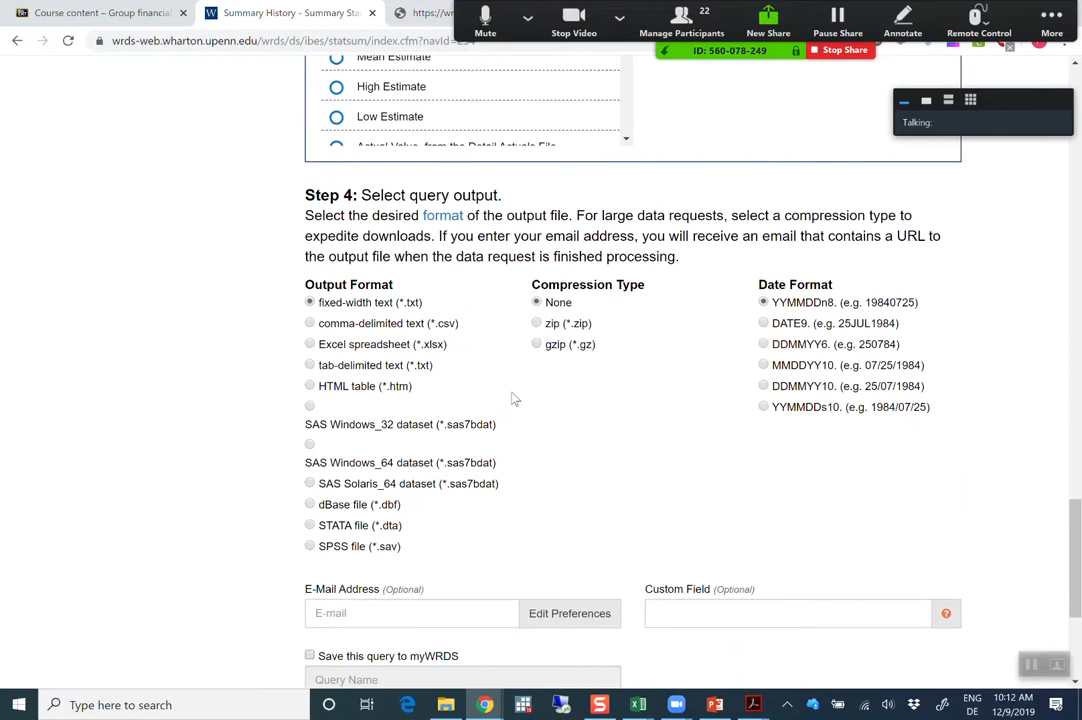 Course content – Group financial
Summary History - Summary Sta
https://w
wrds-web.wharton.upenn.edu/wrds/ds/ibes/statsum/index.cfm?navId=2
Mute
Stop Video
22
Manage Participants
New Share
Pause Share
Annotate
Remote Control
More
ID: 560-078-249
Stop Share
Talking:
Mean Estimate
High Estimate
Low Estimate
Actual Value, from the Detail Actuals File
Step 4: Select query output.
Select the desired format of the output file. For large data requests, select a compression type to
expedite downloads. If you enter your email address, you will receive an email that contains a URL to
the output file when the data request is finished processing.
Output Format
fixed-width text (*.txt)
comma-delimited text (*.csv)
Excel spreadsheet (*.xlsx)
tab-delimited text (*.txt)
HTML table (*.htm)
SAS Windows_32 dataset (*.sas7bdat)
SAS Windows_64 dataset (*.sas7bdat)
SAS Solaris_64 dataset (*.sas7bdat)
dBase file (*.dbf)
STATA file (*.dta)
SPSS file (*.sav)
Compression Type
None
zip (*.zip)
gzip (*.gz)
Date Format
YYMMDDn8. (e.g. 19840725)
DATE9. (e.g. 25JUL1984)
DDMMYY6. (e.g. 250784)
MMDDYY10. (e.g. 07/25/1984)
DDMMYY10. (e.g. 25/07/1984)
YYMMDDs10. (e.g. 1984/07/25)
E-Mail Address (Optional)
E-mail
Edit Preferences
Custom Field (Optional)
Save this query to myWRDS
Query Name
Type here to search
ENG
DE
10:12 AM
12/9/2019